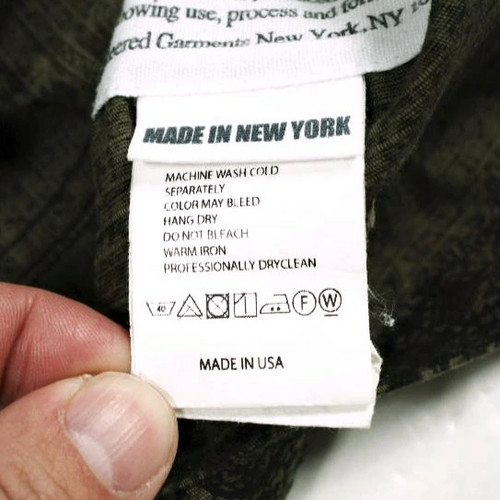 owing use, process and
ered Garments New York, NY
MADE IN NEW YORK
MACHINE WASH COLD
SEPARATELY
COLOR MAY BLEED
HANG DRY
DO NOT BLEACH
WARM IRON
PROFESSIONALLY DRYCLEAN
40 F W
MADE IN USA